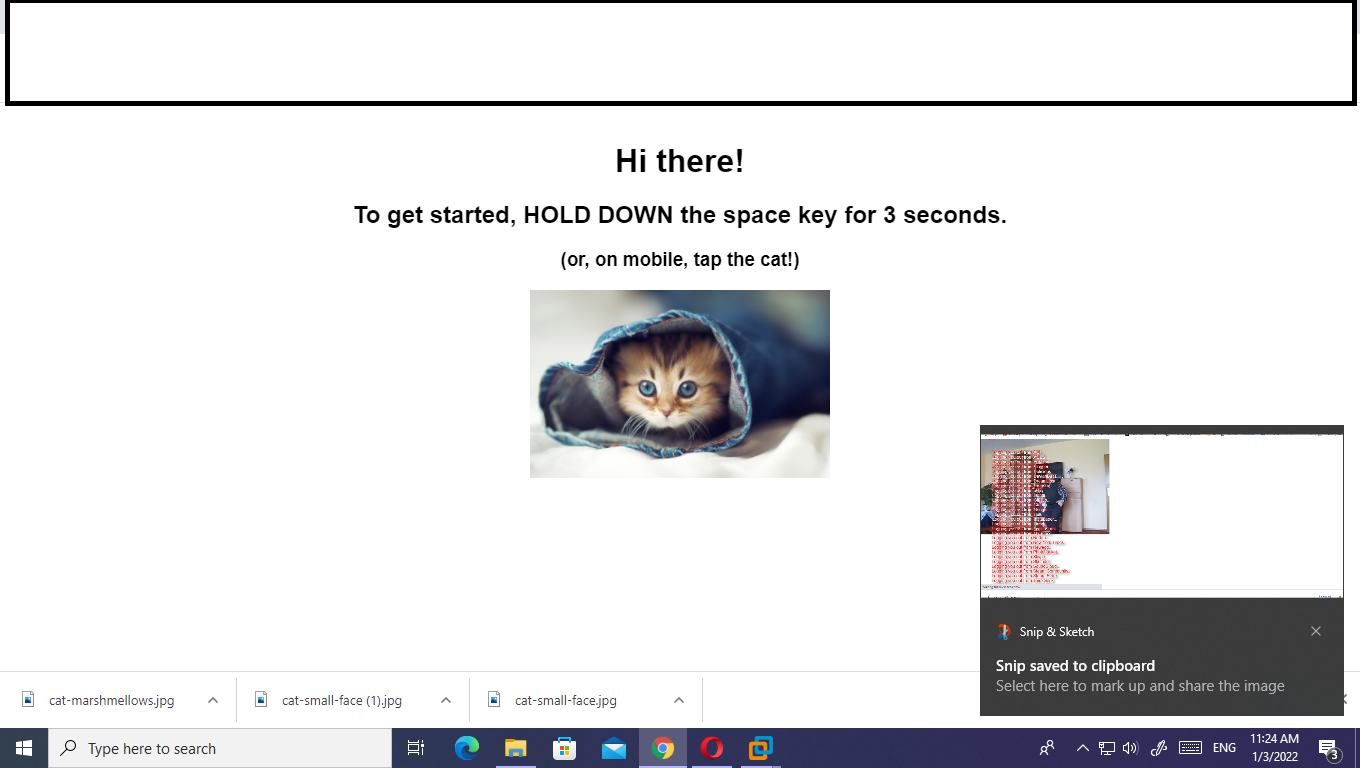 Hi there!
To get started, HOLD DOWN the space key for 3 seconds.
(or, on mobile, tap the cat!)
Snip & Sketch
Snip saved to clipboard
Select here to mark up and share the image
cat-marshmellows.jpg
cat-small-face (1).jpg
cat-small-face.jpg
Type here to search
ENG
11:24 AM
1/3/2022
3